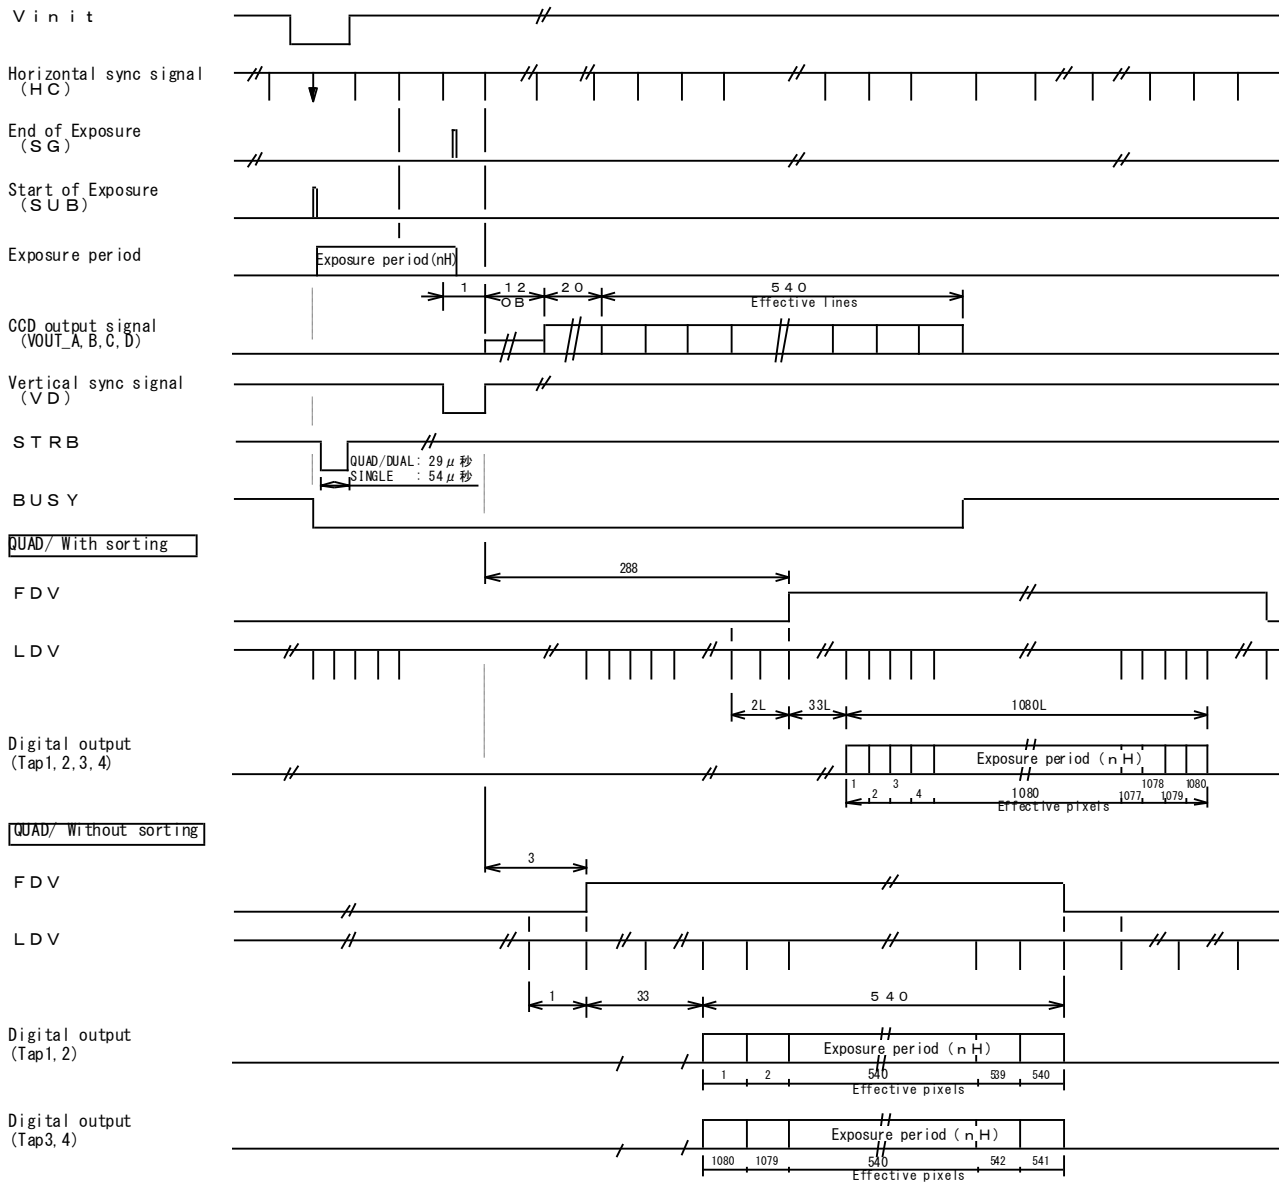 Vinit
Horizontal sync signal
(HC)
End of Exposure
(SG)
Start of Exposure
(SUB)
Exposure period
Exposure period(nH)
1
12
20
540
OB
Effective lines
CCD output signal
(VOUT_A,B,C,D)
Vertical sync signal
(VD)
STRB
QUAD/DUAL: 29μ秒
SINGLE : 54μ秒
BUSY
QUAD/ With sorting
288
FDV
LDV
2L
33L
1080L
Digital output
(Tap1,2,3,4)
Exposure period (nH)
1
2
3
4
1080
1077
1078
1079
1080
Effective pixels
QUAD/ Without sorting
3
FDV
LDV
1
33
540
Digital output
(Tap1,2)
Exposure period (nH)
1
2
540
539
540
Effective pixels
Digital output
(Tap3,4)
Exposure period (nH)
1080
1079
540
542
541
Effective pixels